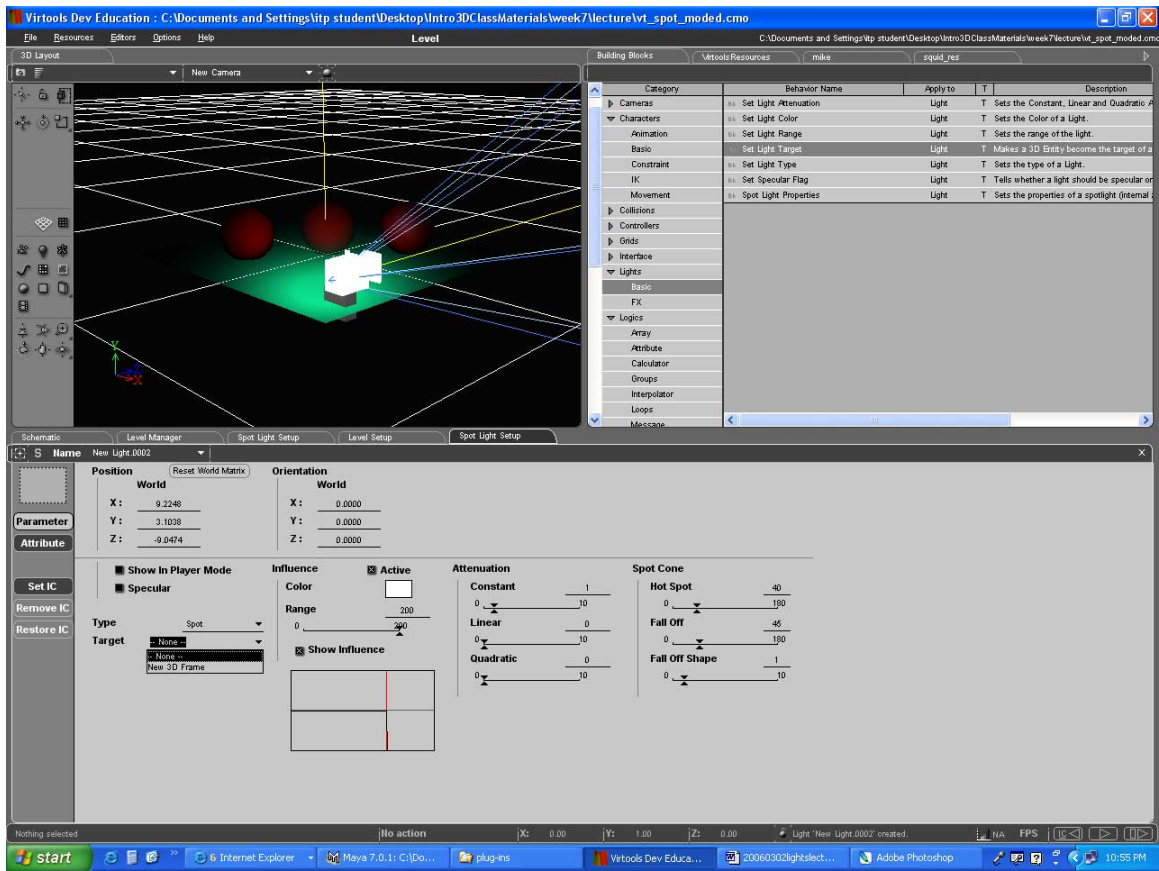 Virtools Dev Education : C:\Documents and Settings\itp student\Desktop\Intro3DClassMaterials\week7\lecture\vt_spot_moded.cmo
File Resources Editors Options Help Level C:\Documents and Settings\itp student\Desktop\Intro3DClassMaterials\week7\lecture\vt_spot_moded.cmo
3D Layout
New Camera
Y
Z
X
Building Blocks VirtoolsResources mike squid_res
Category Behavior Name Apply to T Description
Cameras Set Light Attenuation Light T Sets the Constant, Linear and Quadratic A
Characters Set Light Color Light T Sets the Color of a Light.
Animation Set Light Range Light T Sets the range of the light.
Basic Set Light Target Light T Makes a 3D Entity become the target of a
Constraint Set Light Type Light T Sets the type of a Light.
IK Set Specular Flag Light T Tells whether a light should be specular or
Movement Spot Light Properties Light T Sets the properties of a spotlight (internal
Collisions
Controllers
Grids
Interface
Lights
Basic
FX
Logics
Array
Attribute
Calculator
Groups
Interpolator
Loops
Message
Schematic Level Manager Spot Light Setup Level Setup Spot Light Setup
S Name New Light.0002 X
Position Reset World Matrix Orientation
World World
X : 9.2248 X : 0.0000
Y : 3.1038 Y : 0.0000
Z : -9.0474 Z : 0.0000
Parameter
Attribute
Set IC
Remove IC
Restore IC
Show In Player Mode
Specular
Type Spot
Target -- None --
-- None --
New 3D Frame
Influence Active
Color
Range 200
0 200
Show Influence
Attenuation
Constant 1
0 10
Linear 0
0 10
Quadratic 0
0 10
Spot Cone
Hot Spot 40
0 180
Fall Off 45
0 180
Fall Off Shape 1
0 10
Nothing selected No action X: 0.00 Y: 1.00 Z: 0.00 Light 'New Light.0002' created. NA FPS IC
start 6 Internet Explorer Maya 7.0.1: C:\Do... plug-ins Virtools Dev Educa... 20060302lightslect... Adobe Photoshop 10:55 PM